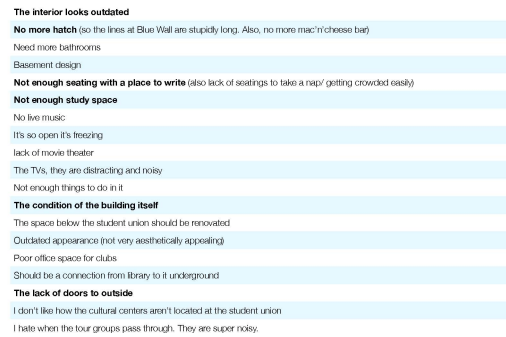 The interior looks outdated
No more hatch (so the lines at Blue Wall are stupidly long. Also, no more mac'n'cheese bar)
Need more bathrooms
Basement design
Not enough seating with a place to write (also lack of seatings to take a nap/ getting crowded easily)
Not enough study space
No live music
It's so open it's freezing
lack of movie theater
The TVs, they are distracting and noisy
Not enough things to do in it
The condition of the building itself
The space below the student union should be renovated
Outdated appearance (not very aesthetically appealing)
Poor office space for clubs
Should be a connection from library to it underground
The lack of doors to outside
I don't like how the cultural centers aren't located at the student union
I hate when the tour groups pass through. They are super noisy.